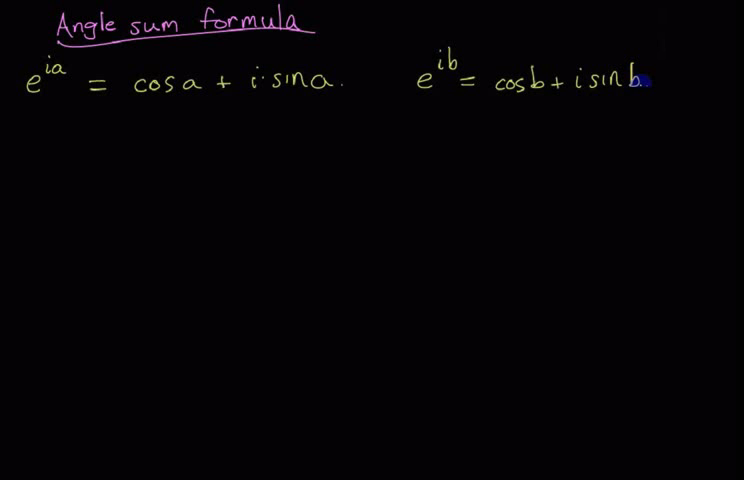 Angle sum formula
e^{ia} = cos a + i·sin a. e^{ib} = cos b + i sin b.